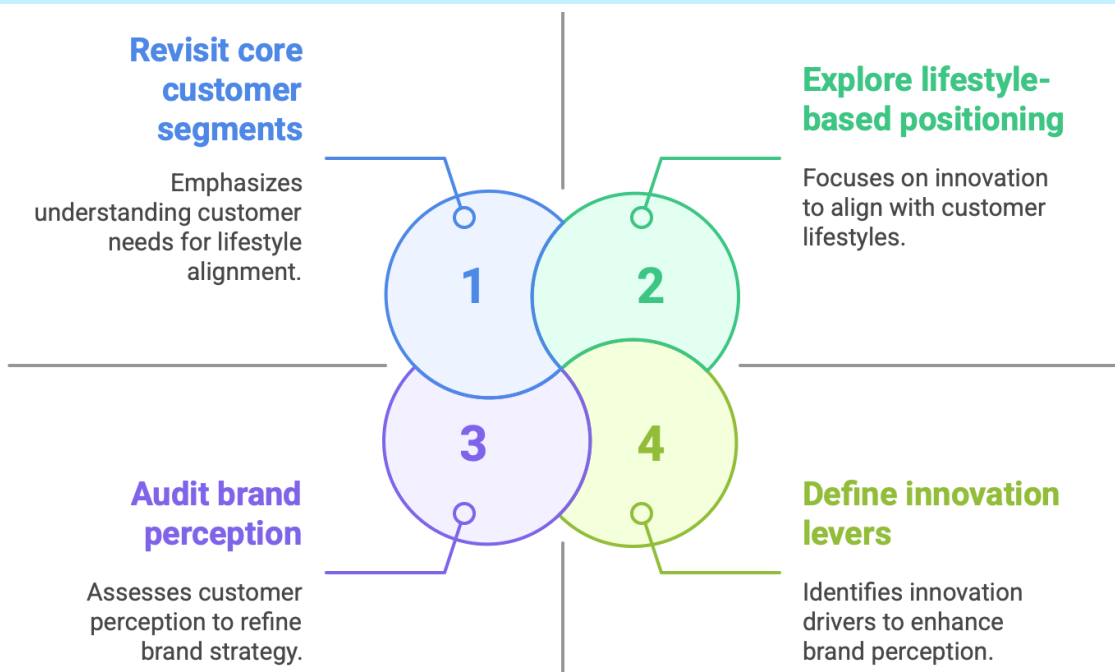 Revisit core
customer
segments
Emphasizes
understanding customer
needs for lifestyle
alignment.
Explore lifestyle-
based positioning
Focuses on innovation
to align with customer
lifestyles.
1
2
3
4
Audit brand
perception
Assesses customer
perception to refine
brand strategy.
Define innovation
levers
Identifies innovation
drivers to enhance
brand perception.